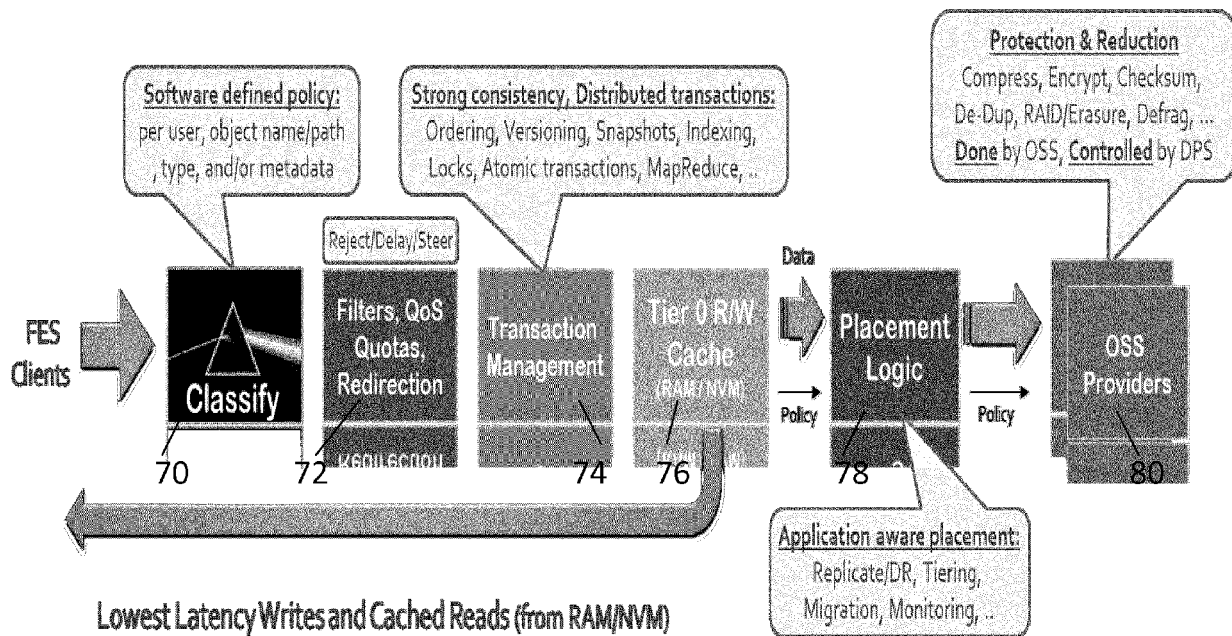 Protection & Reduction
Compress, Encrypt, Checksum,
De-Dup, RAID/Erasure, Defrag, ...
Done by OSS, Controlled by DPS
Software defined policy:
per user, object name/path
, type, and/or metadata
Strong consistency, Distributed transactions:
Ordering, Versioning, Snapshots, Indexing,
Locks, Atomic transactions, MapReduce, ..
Reject/Delay/Steer
FES
Clients
Classify
Filters, QoS
Quotas,
Redirection
Transaction
Management
Tier 0 R/W
Cache
(RAM/NVM)
Data
Policy
Placement
Logic
Policy
OSS
Providers
70
72
74
76
78
80
Application aware placement:
Replicate/DR, Tiering,
Migration, Monitoring, ..
Lowest Latency Writes and Cached Reads (from RAM/NVM)